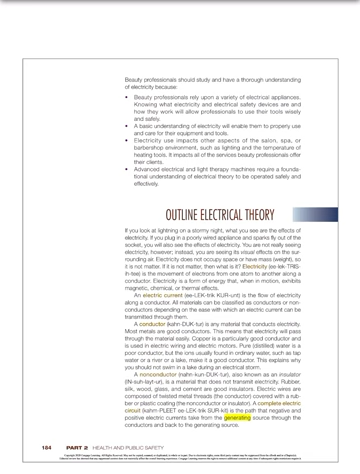 Beauty professionals should study and have a thorough understanding
of electricity because:
• Beauty professionals rely upon a variety of electrical appliances.
Knowing what electricity and electrical safety devices are and
how they work will allow professionals to use their tools wisely
and safely.
• A basic understanding of electricity will enable them to properly use
and care for their equipment and tools.
• Electricity use impacts other aspects of the salon, spa, or
barbershop environment, such as lighting and the temperature of
heating tools. It impacts all of the services beauty professionals offer
their clients.
• Advanced electrical and light therapy machines require a founda-
tional understanding of electrical theory to be operated safely and
effectively.
OUTLINE ELECTRICAL THEORY
If you look at lightning on a stormy night, what you see are the effects of
electricity. If you plug in a poorly wired appliance and sparks fly out of the
socket, you will also see the effects of electricity. You are not really seeing
electricity, however; instead, you are seeing its visual effects on the sur-
rounding air. Electricity does not occupy space or have mass (weight), so
it is not matter. If it is not matter, then what is it? Electricity (ee-lek-TRIS-
ih-tee) is the movement of electrons from one atom to another along a
conductor. Electricity is a form of energy that, when in motion, exhibits
magnetic, chemical, or thermal effects.
An electric current (ee-LEK-trik KUR-unt) is the flow of electricity
along a conductor. All materials can be classified as conductors or non-
conductors depending on the ease with which an electric current can be
transmitted through them.
A conductor (kahn-DUK-tur) is any material that conducts electricity.
Most metals are good conductors. This means that electricity will pass
through the material easily. Copper is a particularly good conductor and
is used in electric wiring and electric motors. Pure (distilled) water is a
poor conductor, but the ions usually found in ordinary water, such as tap
water or a river or a lake, make it a good conductor. This explains why
you should not swim in a lake during an electrical storm.
A nonconductor (nahn-kun-DUK-tur), also known as an insulator
(IN-suh-layt-ur), is a material that does not transmit electricity. Rubber,
silk, wood, glass, and cement are good insulators. Electric wires are
composed of twisted metal threads (the conductor) covered with a rub-
ber or plastic coating (the nonconductor or insulator). A complete electric
circuit (kahm-PLEET ee-LEK-trik SUR-kit) is the path that negative and
positive electric currents take from the generating source through the
conductors and back to the generating source.
184 PART 2 HEALTH AND PUBLIC SAFETY